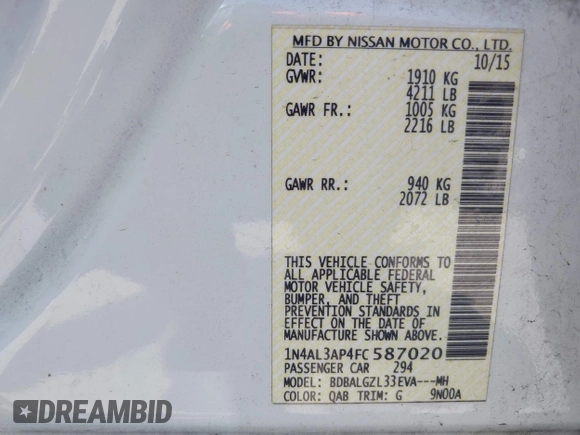 MFD BY NISSAN MOTOR CO., LTD.
DATE: 10/15
GVWR: 1910 KG
4211 LB
GAWR FR.: 1005 KG
2216 LB
GAWR RR.: 940 KG
2072 LB
THIS VEHICLE CONFORMS TO
ALL APPLICABLE FEDERAL
MOTOR VEHICLE SAFETY,
BUMPER, AND THEFT
PREVENTION STANDARDS IN
EFFECT ON THE DATE OF
MANUFACTURE SHOWN ABOVE.
1N4AL3AP4FC587020
PASSENGER CAR 294
MODEL: BDBALGZL33EVA---MH
COLOR: QAB TRIM: G 9N00A
DREAMBID